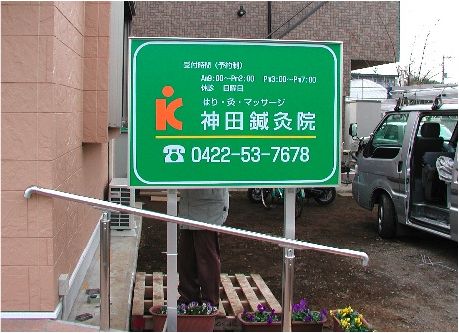 受付時間（予約制）
Am9:00～Pm2:00 Pm3:00～Pm7:00
休診 日曜日
はり・灸・マッサージ
神田鍼灸院
0422-53-7678